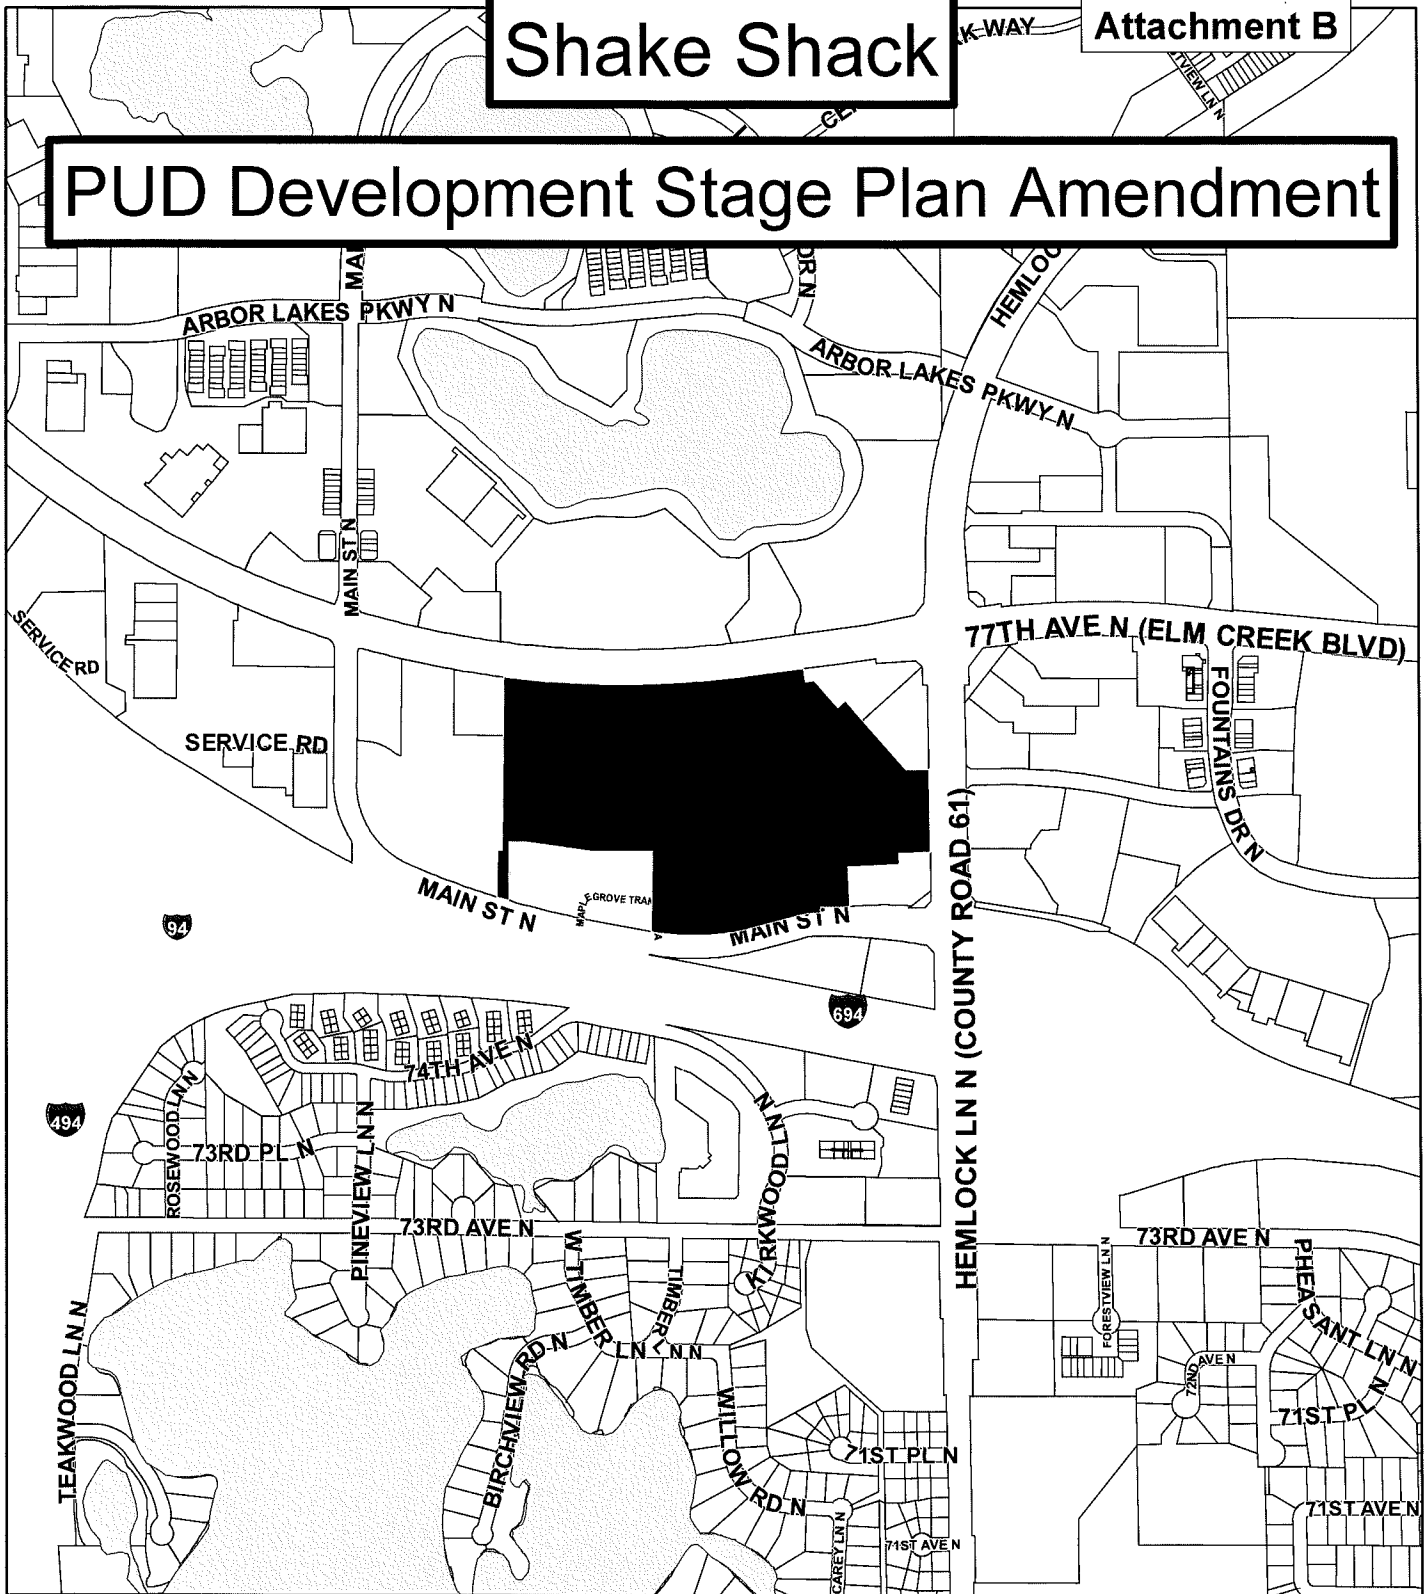 Shake Shack
Attachment B
PUD Development Stage Plan Amendment
ARBOR LAKES PKWY N
DR N
ARBOR LAKES PKWY N
MAIN ST N
77TH AVE N (ELM CREEK BLVD)
SERVICE RD
FOUNTAINS DR N
SERVICE RD
HEMLOCK LN N (COUNTY ROAD 61)
MAIN ST N
MAIN ST N
94
694
494
74TH AVE N
ROSEWOOD LN N
73RD PL N
PINEVIEW LN N
KIRKWOOD LN N
73RD AVE N
73RD AVE N
W TIMBER LN N
TIMBER LN N
FORESTVIEW LN N
PHEASANT LN N
TEAKWOOD LN N
BIRCHVIEW RD N
WILLOW RD N
72ND AVE N
71ST PL N
71ST PL N
71ST AVE N
71ST AVE N
CAREY LN N